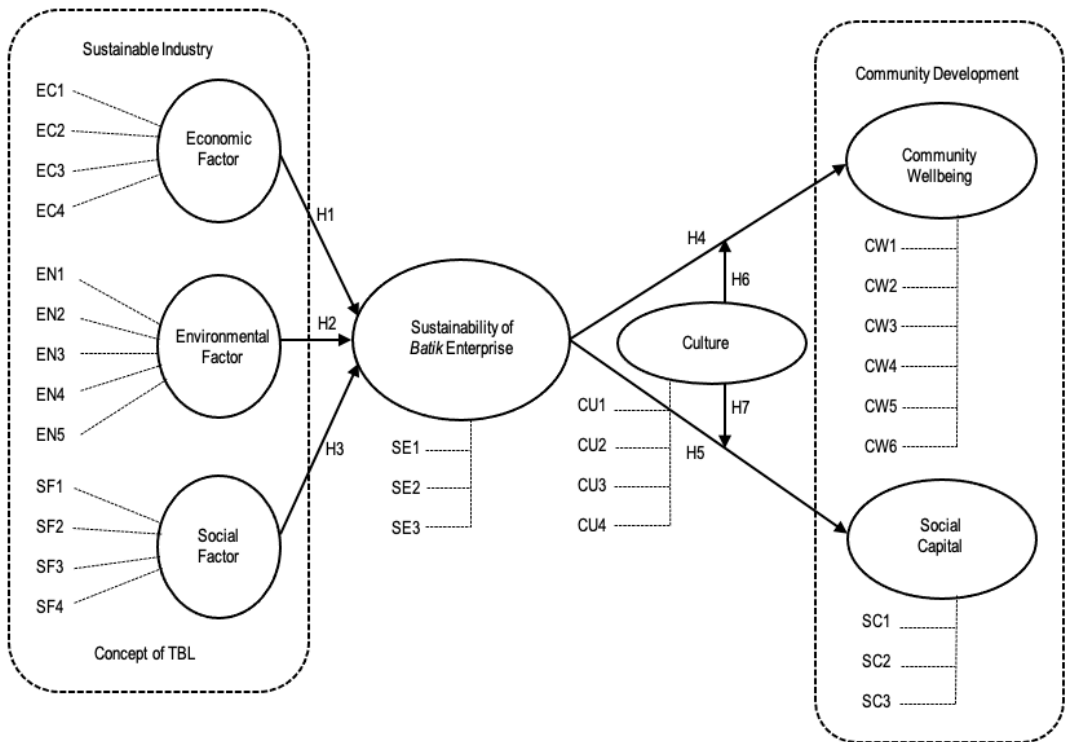 Sustainable Industry
EC1
EC2
EC3
EC4
Economic
Factor
H1
EN1
EN2
EN3
EN4
EN5
Environmental
Factor
H2
SF1
SF2
SF3
SF4
Social
Factor
H3
Concept of TBL
Sustainability of
Batik Enterprise
SE1
SE2
SE3
H4
H6
Culture
H7
H5
CU1
CU2
CU3
CU4
Community Development
Community
Wellbeing
CW1
CW2
CW3
CW4
CW5
CW6
Social
Capital
SC1
SC2
SC3